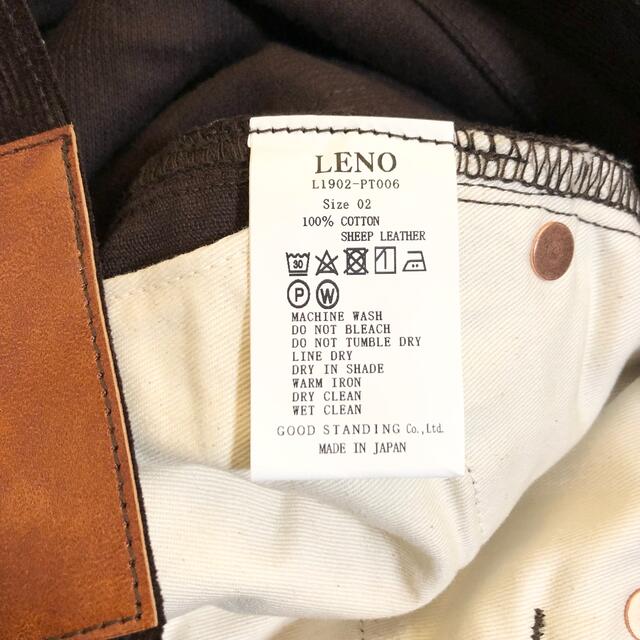 LENO
L1902-PT006
Size 02
100% COTTON
SHEEP LEATHER
30
P W
MACHINE WASH
DO NOT BLEACH
DO NOT TUMBLE DRY
LINE DRY
DRY IN SHADE
WARM IRON
DRY CLEAN
WET CLEAN
GOOD STANDING Co.,Ltd.
MADE IN JAPAN